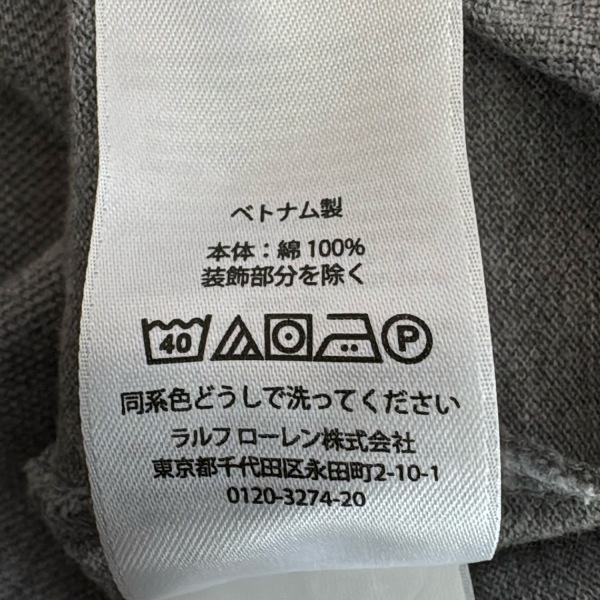 ベトナム製
本体：綿 100%
装飾部分を除く
40 P
同系色どうしで洗ってください
ラルフ ローレン株式会社
東京都千代田区永田町2-10-1
0120-3274-20